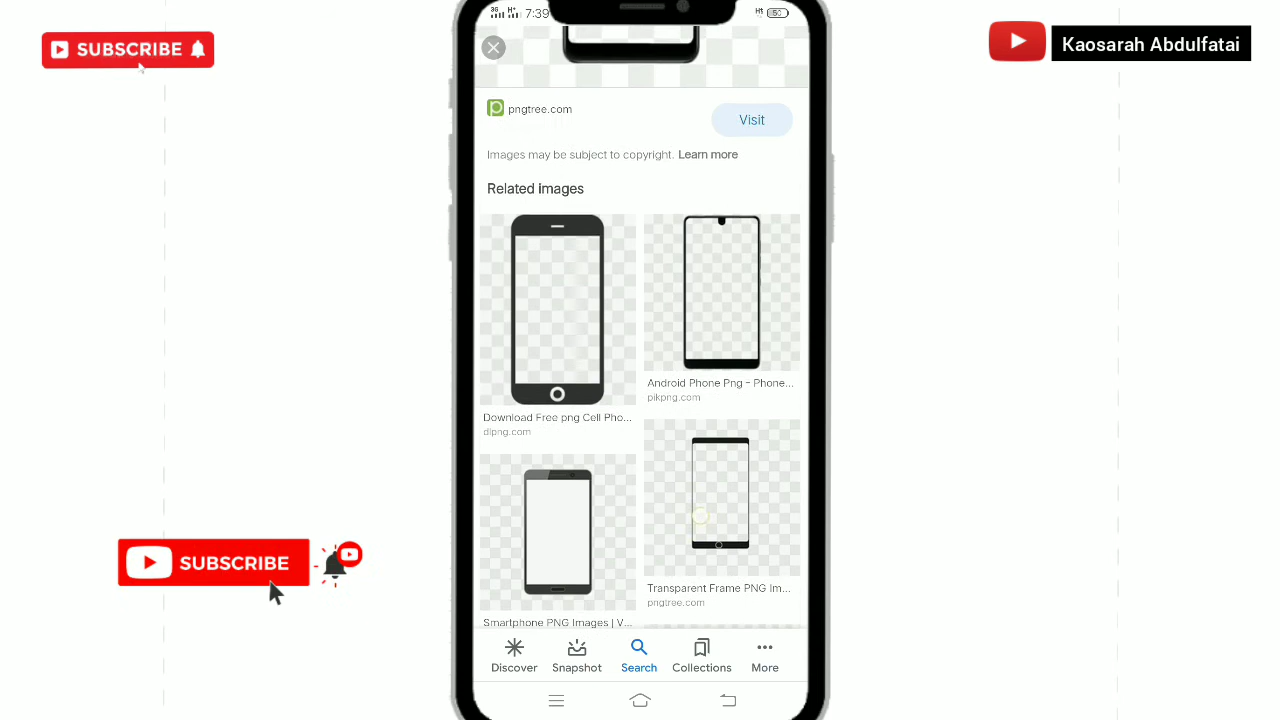 3G H+ 7:39
50
SUBSCRIBE
Kaosarah Abdulfatai
pngtree.com
Visit
Images may be subject to copyright. Learn more
Related images
Download Free png Cell Pho...
dlpng.com
Android Phone Png - Phone...
pikpng.com
Smartphone PNG Images | V...
Transparent Frame PNG Im...
pngtree.com
SUBSCRIBE
Discover
Snapshot
Search
Collections
More